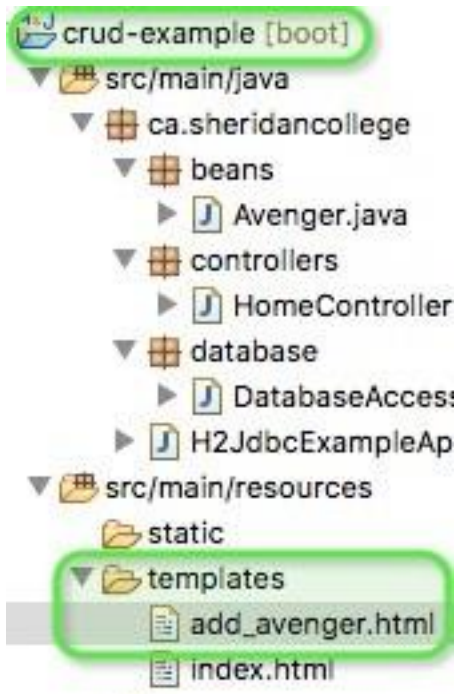 crud-example [boot]
src/main/java
ca.sheridancollege
beans
Avenger.java
controllers
HomeController
database
DatabaseAccess
H2JdbcExampleAp
src/main/resources
static
templates
add_avenger.html
index.html